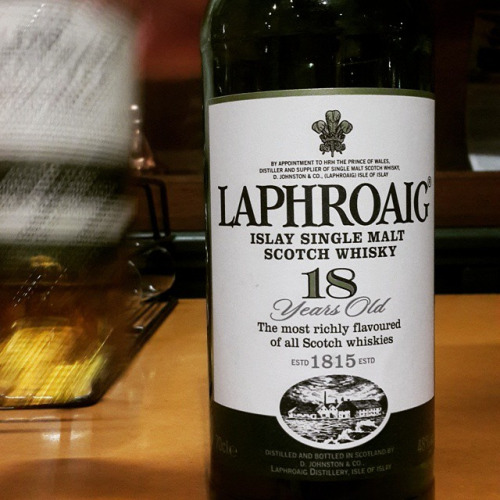 BY APPOINTMENT TO HRH THE PRINCE OF WALES,
DISTILLER AND SUPPLIER OF SINGLE MALT SCOTCH WHISKY,
D. JOHNSTON & CO., (LAPHROAIG) ISLE OF ISLAY
LAPHROAIG®
ISLAY SINGLE MALT
SCOTCH WHISKY
18
Years Old
The most richly flavoured
of all Scotch whiskies
ESTD 1815 ESTD
70cl ℮
48%
DISTILLED AND BOTTLED IN SCOTLAND BY
D. JOHNSTON & CO.,
LAPHROAIG DISTILLERY, ISLE OF ISLAY